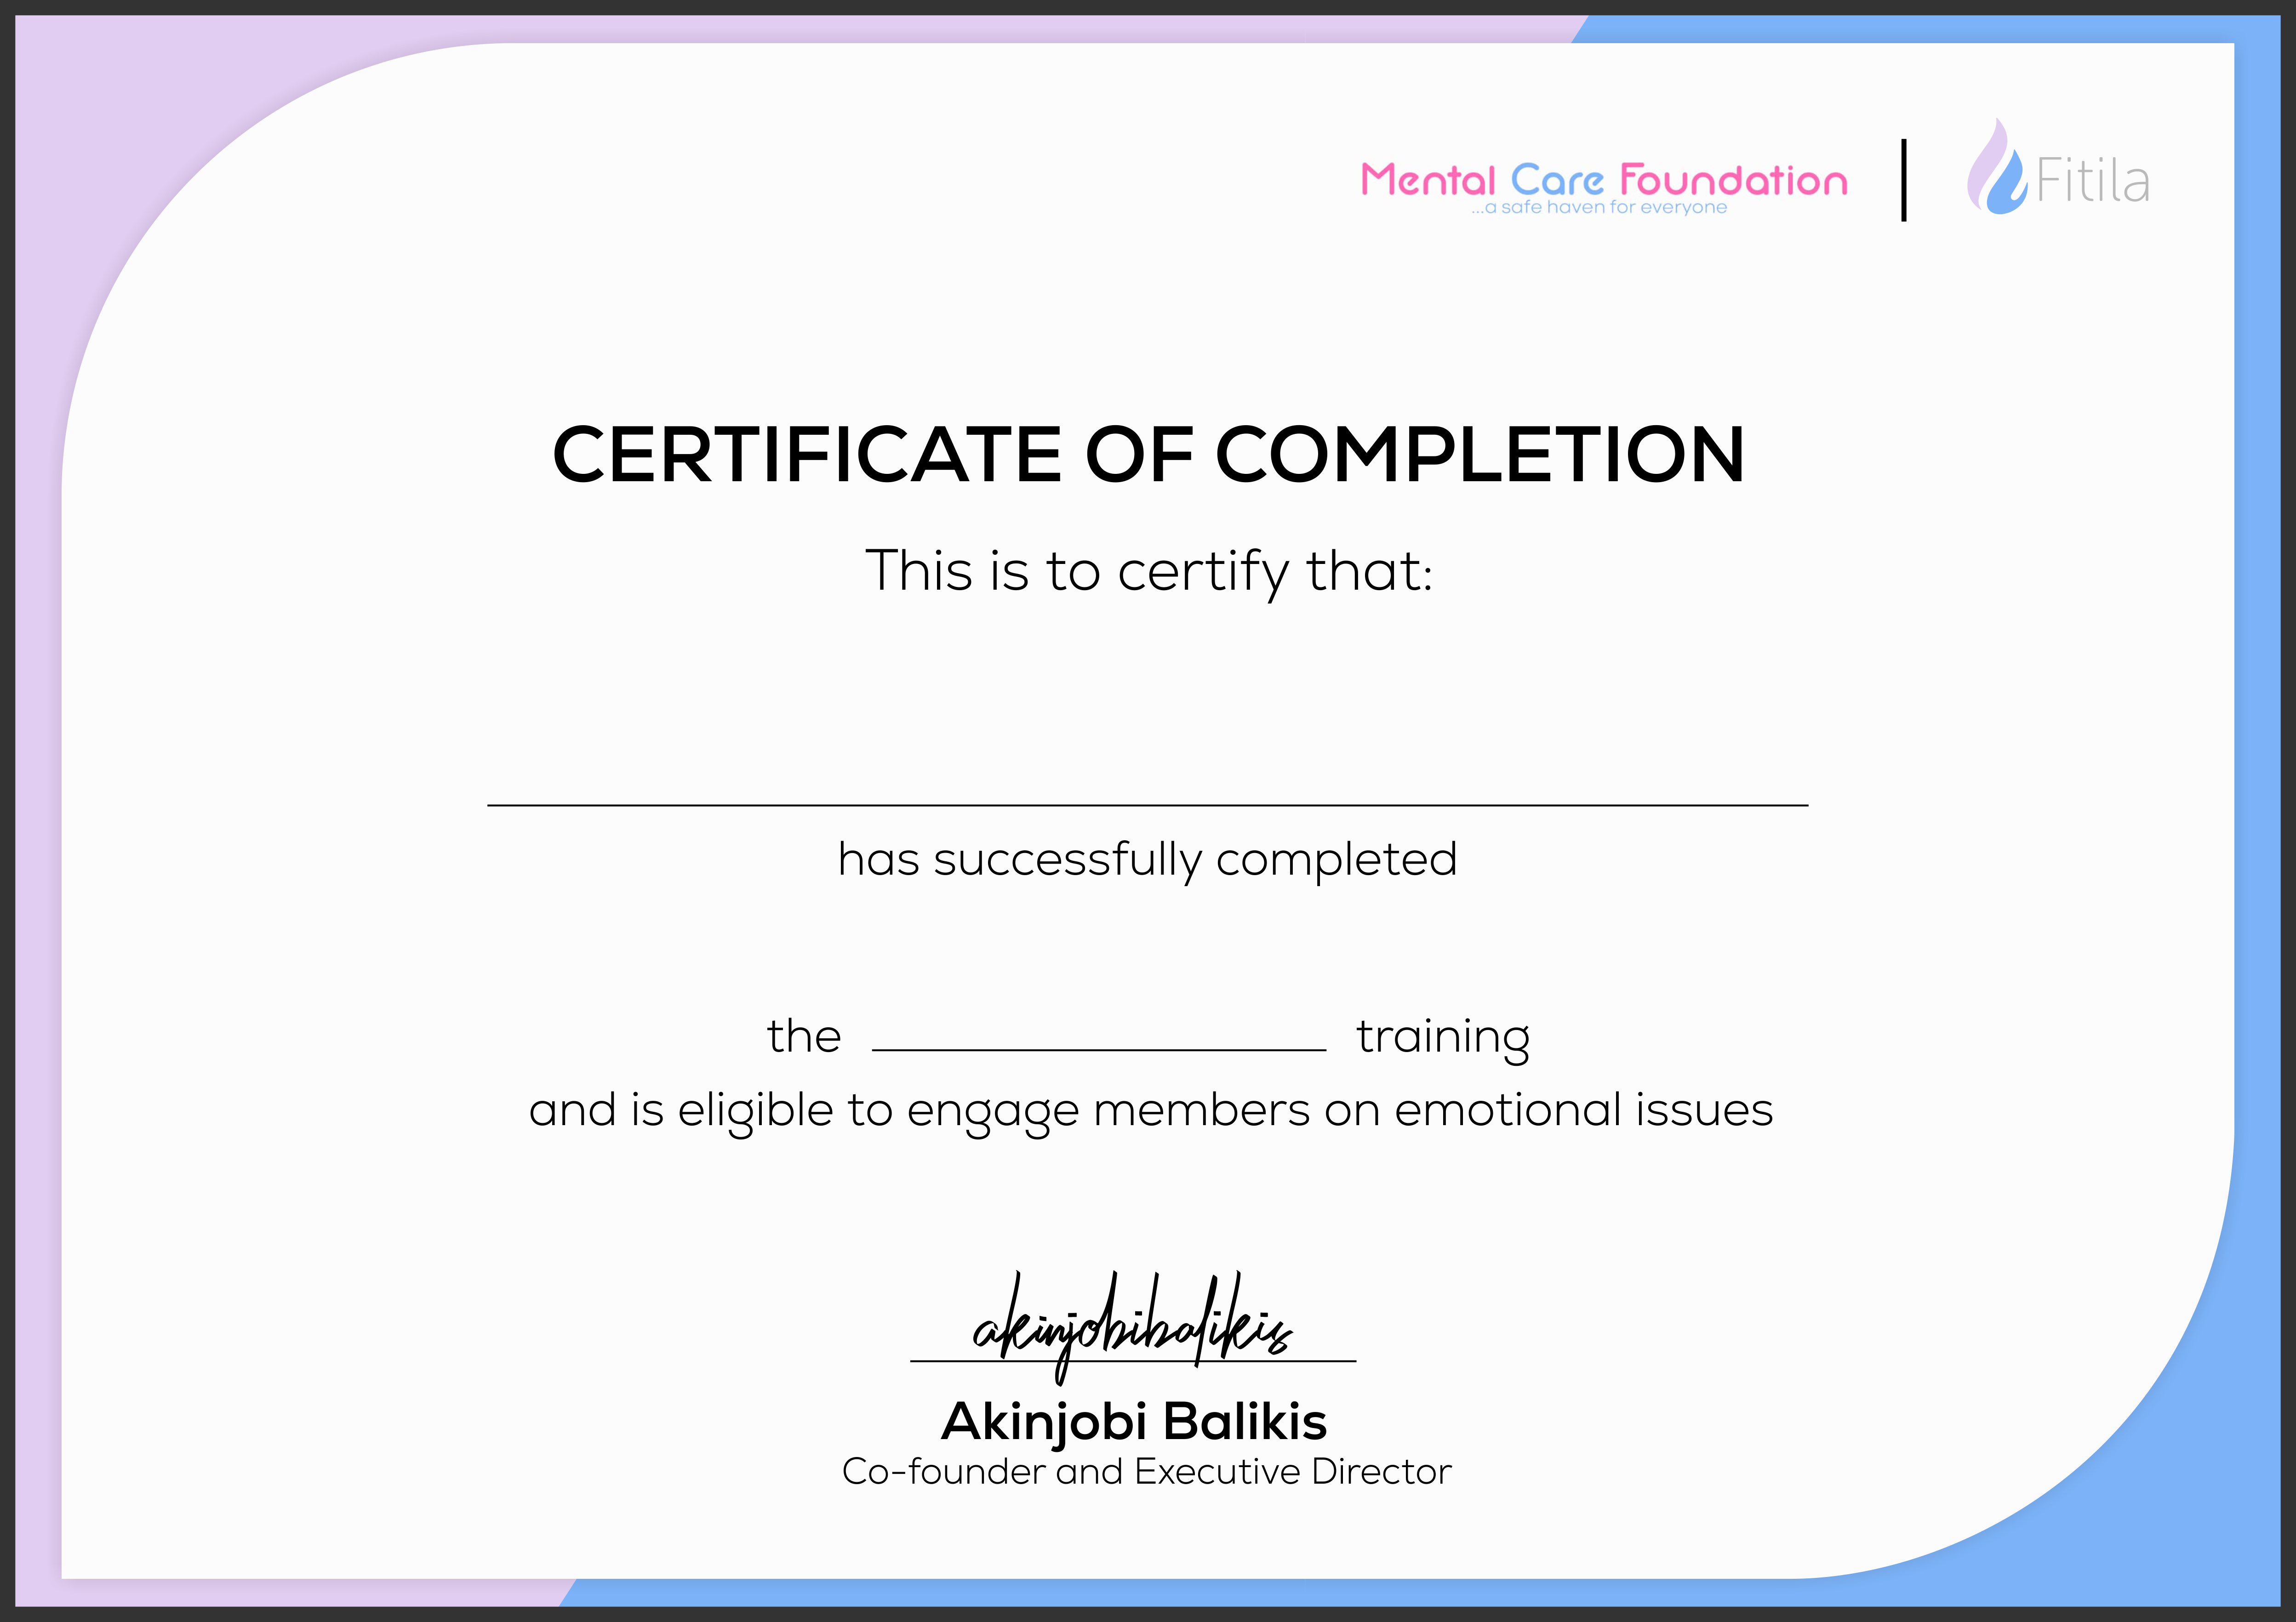 Mental Care Foundation
...a safe haven for everyone
Fitila
CERTIFICATE OF COMPLETION
This is to certify that:
has successfully completed
the training
and is eligible to engage members on emotional issues
akinjobibalikis
Akinjobi Balikis
Co-founder and Executive Director